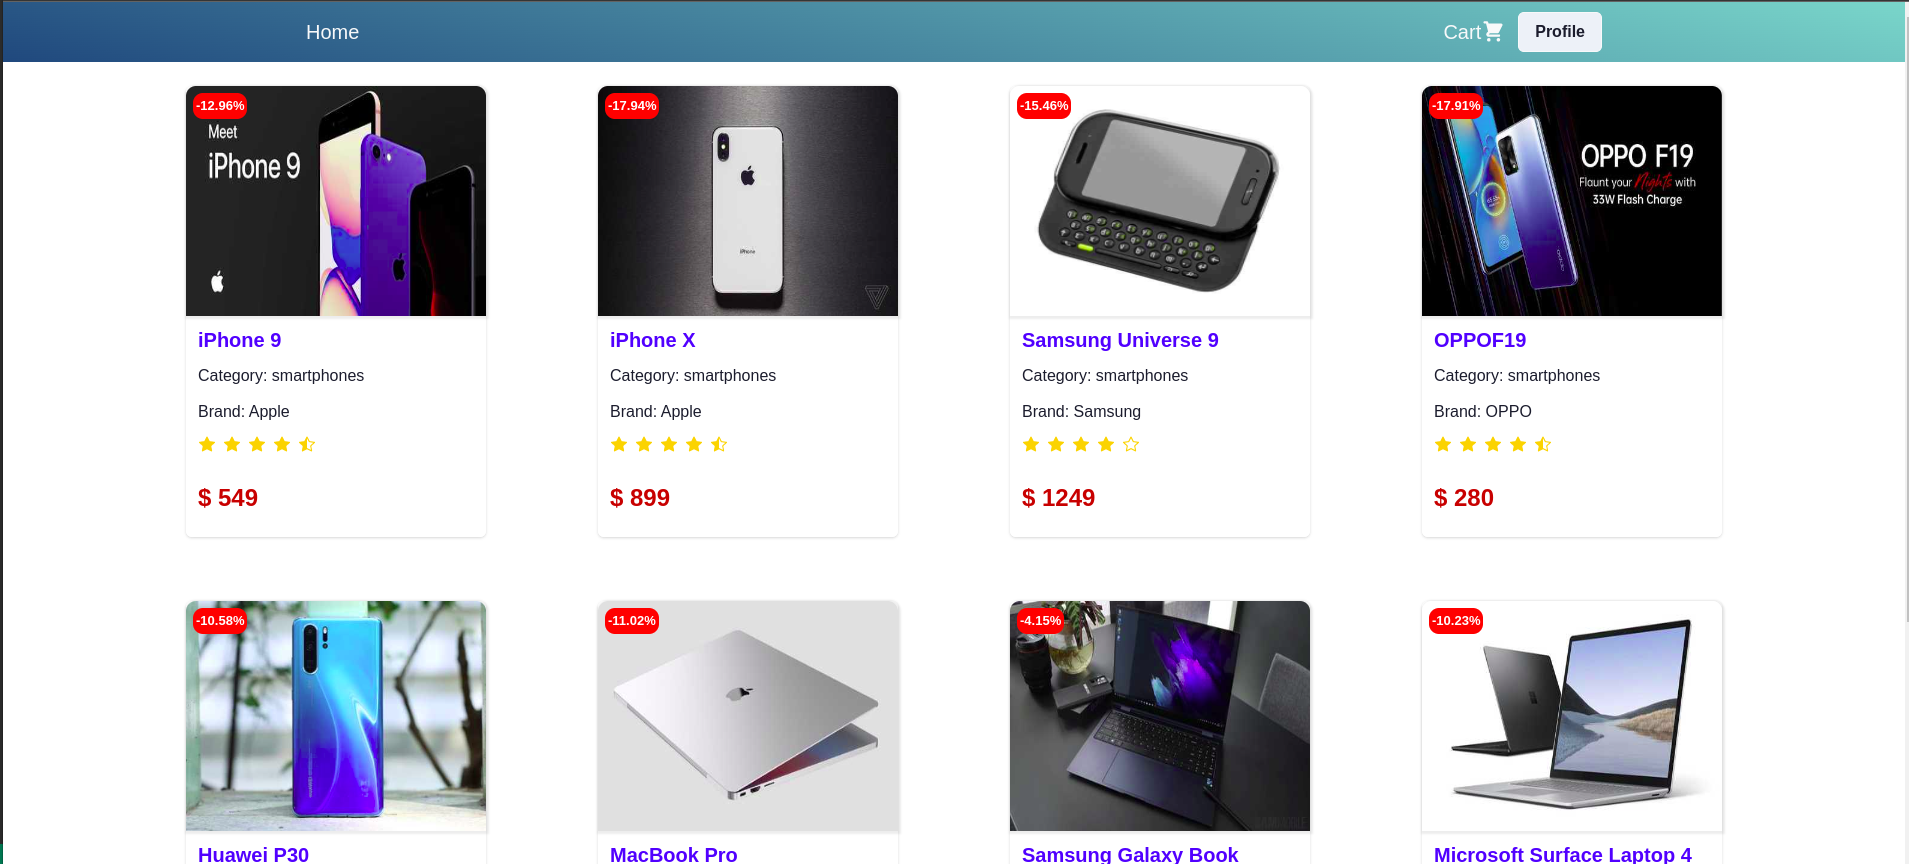 Home
Cart
Profile
-12.96%
Meet
iPhone 9
iPhone 9
Category: smartphones
Brand: Apple
$ 549
-17.94%
iPhone
iPhone X
Category: smartphones
Brand: Apple
$ 899
-15.46%
Samsung Universe 9
Category: smartphones
Brand: Samsung
$ 1249
-17.91%
OPPO F19
Flaunt your Nights with
33W Flash Charge
OPPOF19
Category: smartphones
Brand: OPPO
$ 280
-10.58%
Huawei P30
-11.02%
MacBook Pro
-4.15%
Samsung Galaxy Book
-10.23%
Microsoft Surface Laptop 4